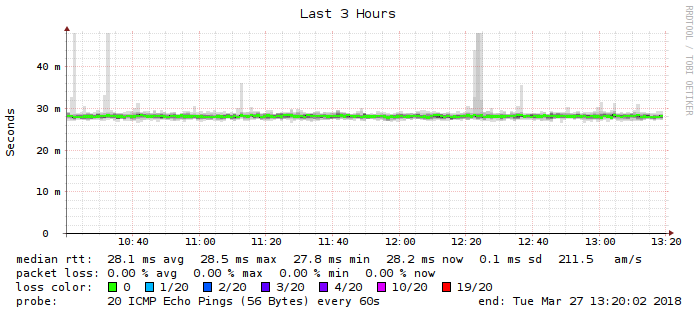 Last 3 Hours
RRDTOOL / TOBI OETIKER
Seconds
40 m
30 m
20 m
10 m
0
10:40 11:00 11:20 11:40 12:00 12:20 12:40 13:00 13:20
median rtt: 28.1 ms avg 28.5 ms max 27.8 ms min 28.2 ms now 0.1 ms sd 211.5 am/s
packet loss: 0.00 % avg 0.00 % max 0.00 % min 0.00 % now
loss color: 0 1/20 2/20 3/20 4/20 10/20 19/20
probe: 20 ICMP Echo Pings (56 Bytes) every 60s end: Tue Mar 27 13:20:02 2018